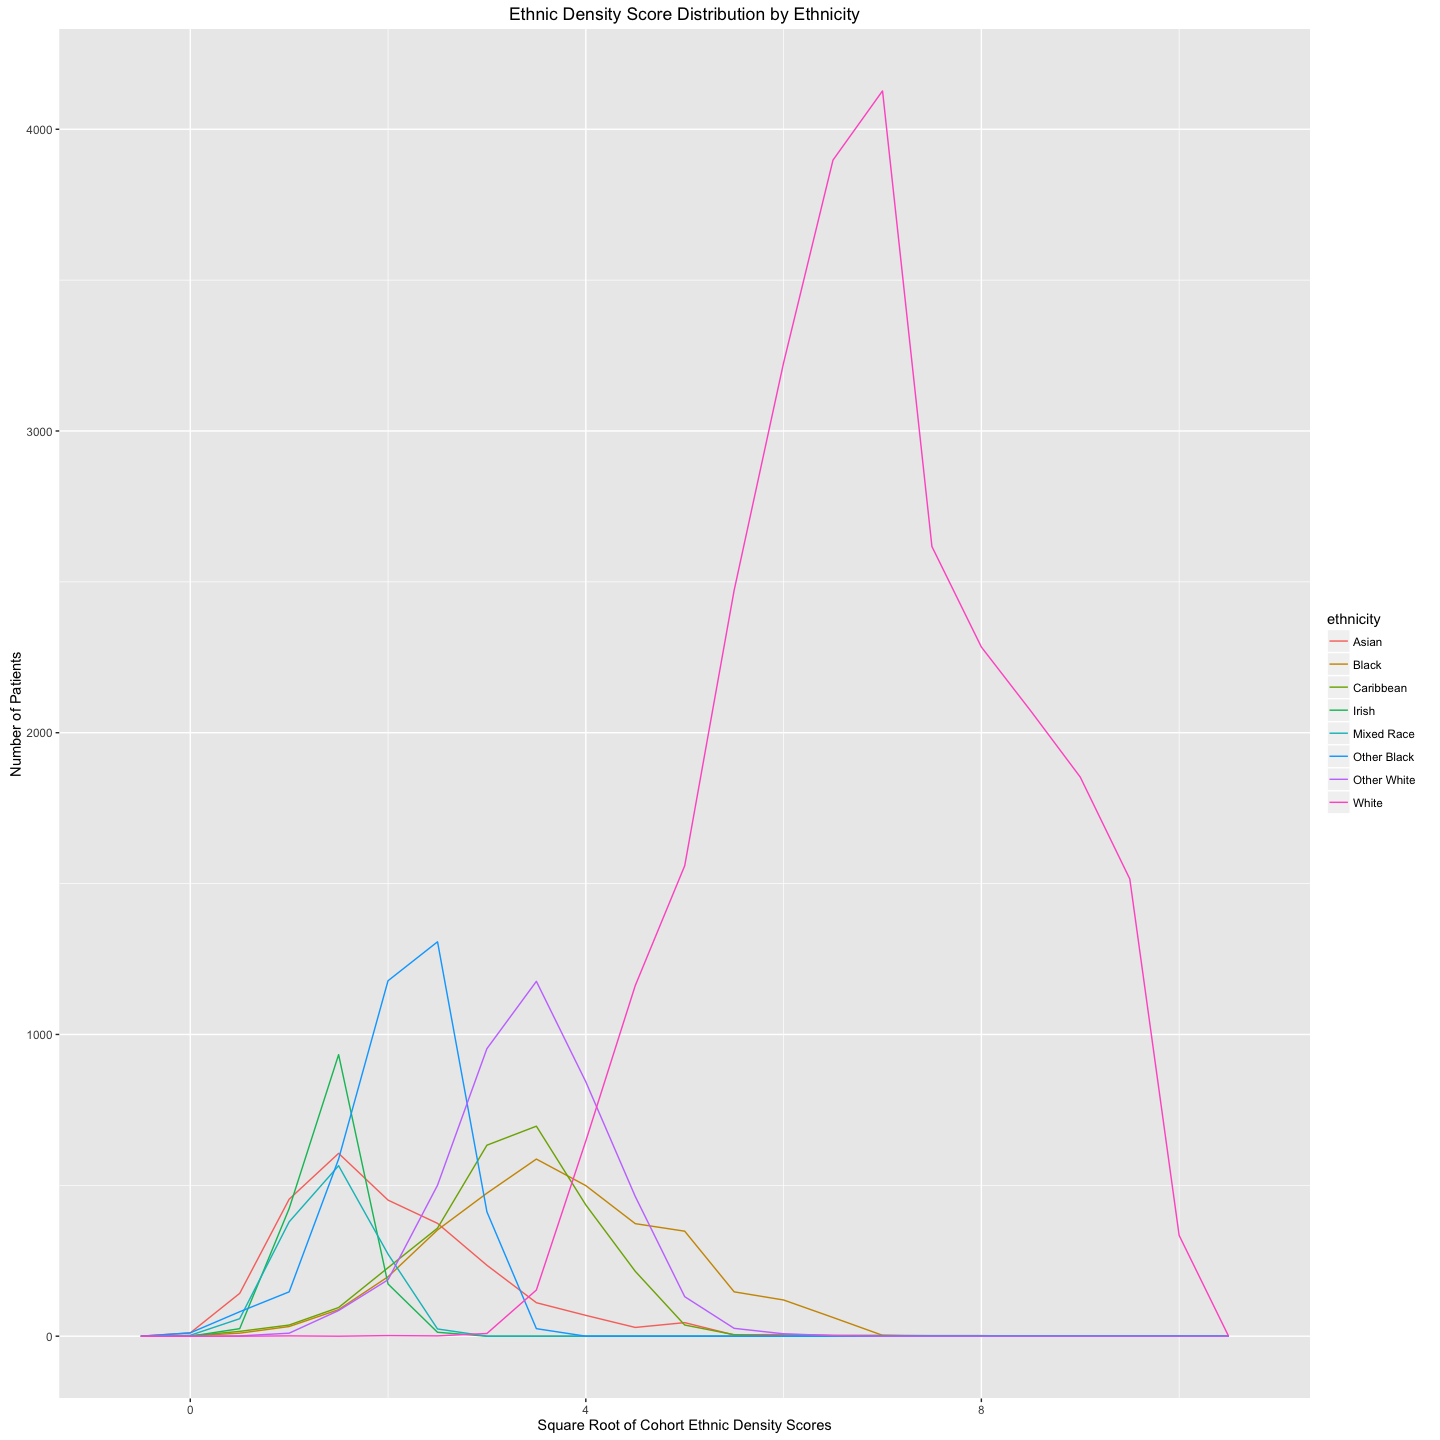 Ethnic Density Score Distribution by Ethnicity
4000
3000
2000
1000
0
Number of Patients
0
4
8
Square Root of Cohort Ethnic Density Scores
ethnicity
Asian
Black
Caribbean
Irish
Mixed Race
Other Black
Other White
White